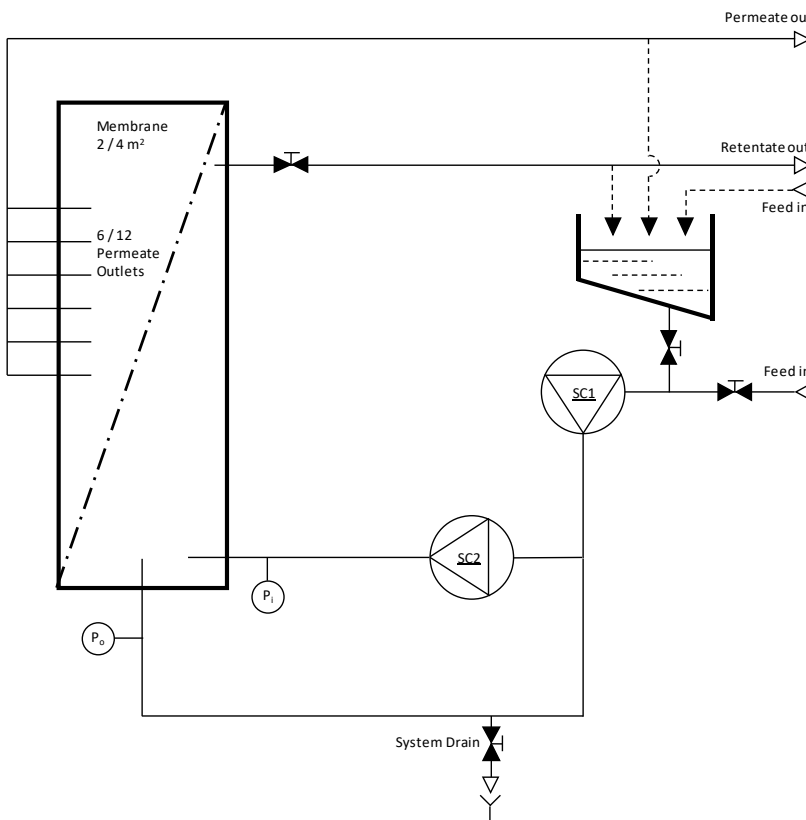 Permeate ou
Membrane
2 / 4 m²
Retentate out
Feed in
6 / 12
Permeate
Outlets
Feed in
SC1
SC2
Pi
Po
System Drain